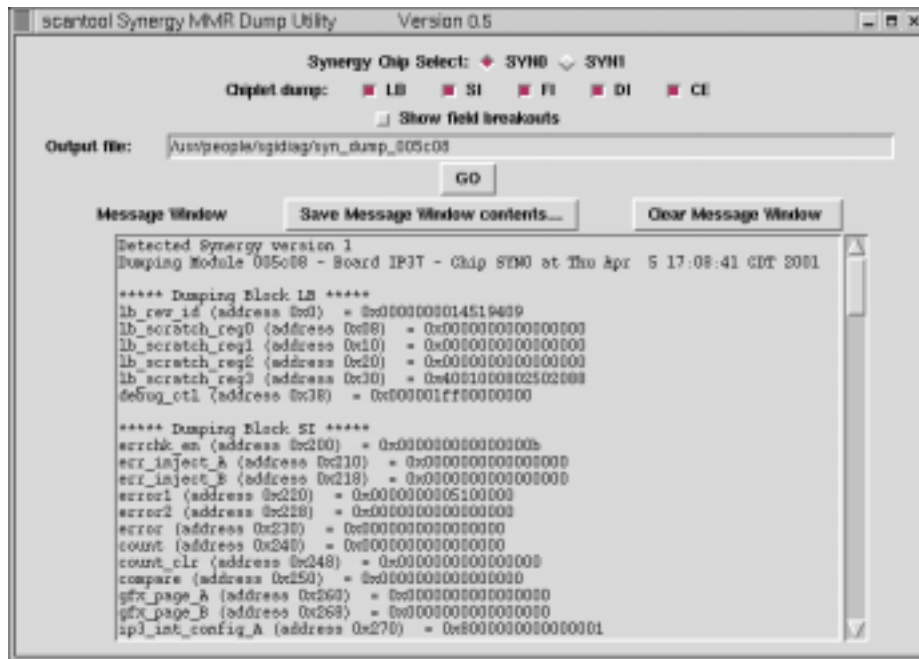 scantool Synergy MMR Dump Utility Version 0.5
Synergy Chip Select: SYN0 SYN1
Chiplet dump: LB SI FI DI CE
Show field breakouts
Output file: /usr/people/sgidiag/syn_dump_005c08
GO
Message Window Save Message Window contents... Clear Message Window
Detected Synergy version 1
Dumping Module 005c08 - Board IP37 - Chip SYN0 at Thu Apr 5 17:08:41 CDT 2001
***** Dumping Block LB *****
lb_rev_id (address 0x0) = 0x0000000014519409
lb_scratch_reg0 (address 0x08) = 0x0000000000000000
lb_scratch_reg1 (address 0x10) = 0x0000000000000000
lb_scratch_reg2 (address 0x20) = 0x0000000000000000
lb_scratch_reg3 (address 0x30) = 0x4001000002502008
debug_ctl (address 0x38) = 0x000001ff00000000
***** Dumping Block SI *****
errchk_en (address 0x200) = 0x000000000000000b
err_inject_A (address 0x210) = 0x0000000000000000
err_inject_B (address 0x218) = 0x0000000000000000
error1 (address 0x220) = 0x0000000005100000
error2 (address 0x228) = 0x0000000000000000
error (address 0x230) = 0x0000000000000000
count (address 0x240) = 0x0000000000000000
count_clr (address 0x248) = 0x0000000000000000
compare (address 0x250) = 0x0000000000000000
gfx_page_A (address 0x260) = 0x0000000000000000
gfx_page_B (address 0x268) = 0x0000000000000000
ip3_int_config_A (address 0x270) = 0x8000000000000001